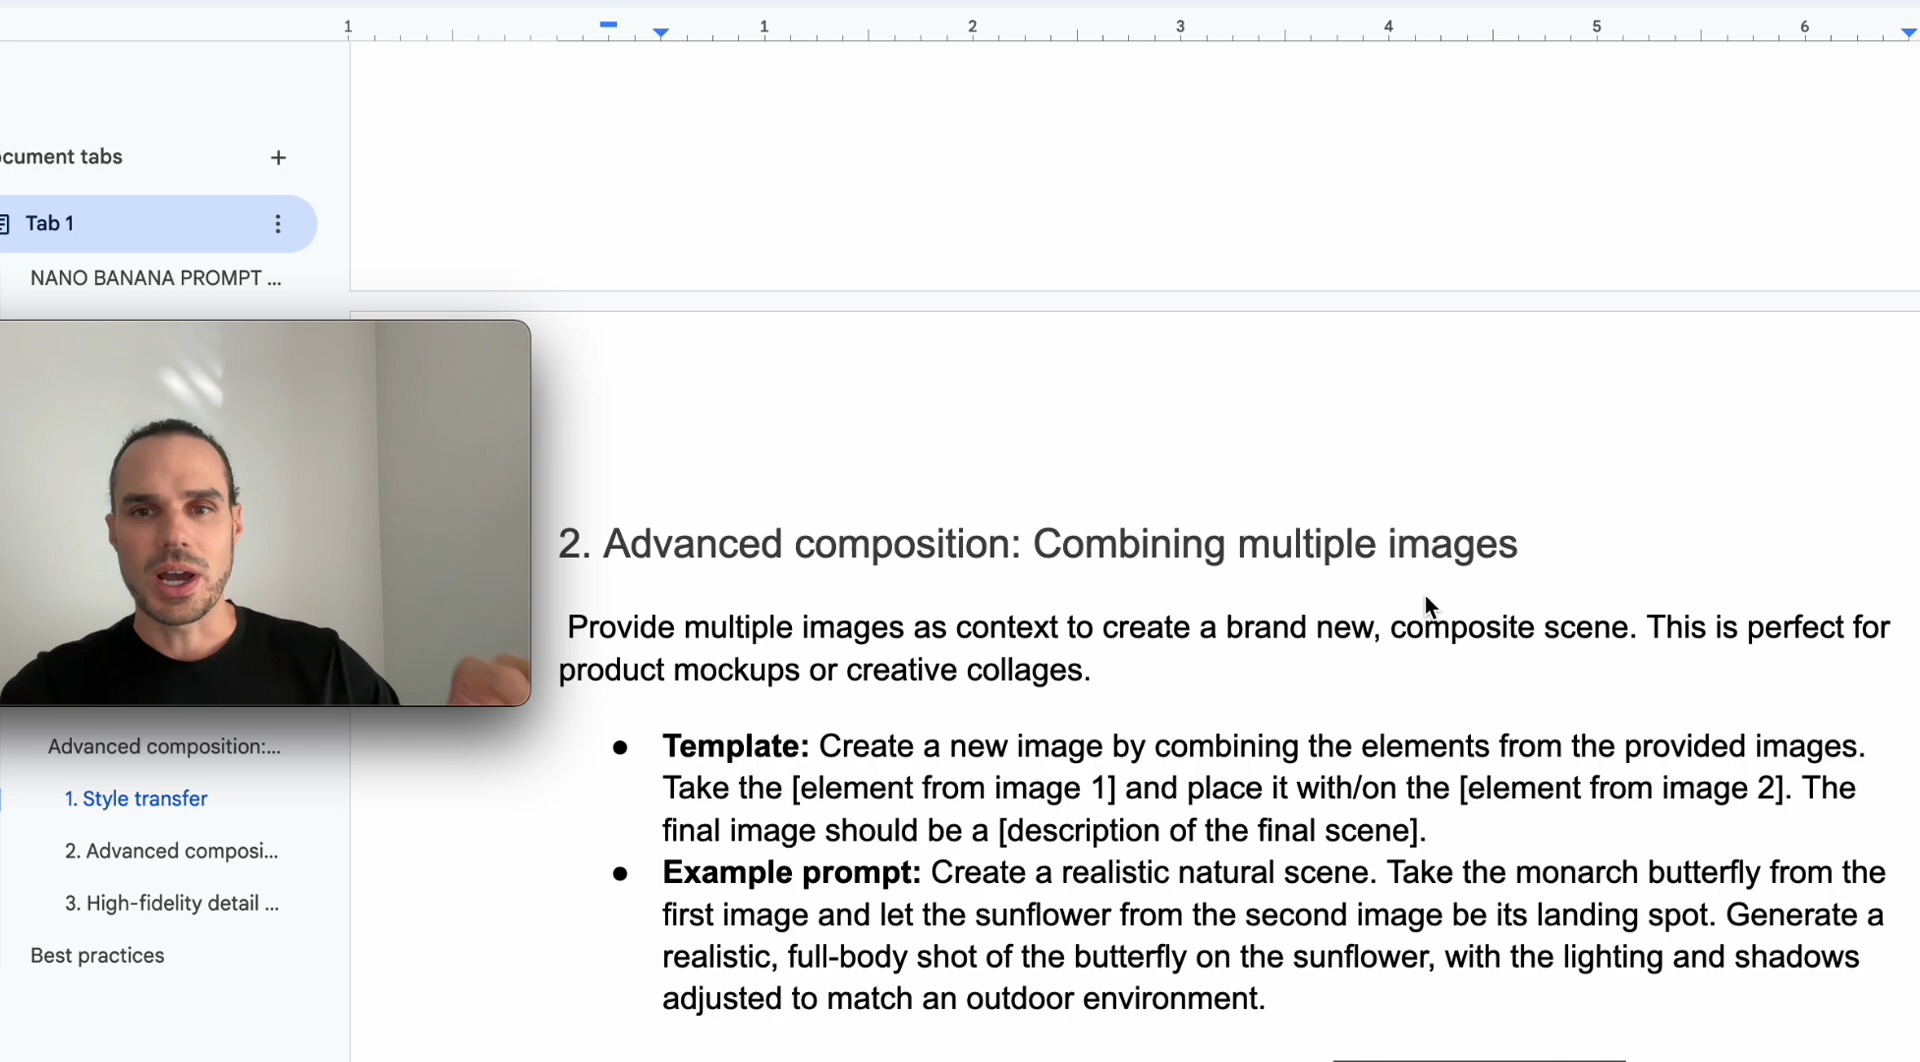 1 1 2 3 4 5 6
cument tabs
Tab 1
NANO BANANA PROMPT ...
2. Advanced composition: Combining multiple images
Provide multiple images as context to create a brand new, composite scene. This is perfect for
product mockups or creative collages.
● Template: Create a new image by combining the elements from the provided images.
Take the [element from image 1] and place it with/on the [element from image 2]. The
final image should be a [description of the final scene].
● Example prompt: Create a realistic natural scene. Take the monarch butterfly from the
first image and let the sunflower from the second image be its landing spot. Generate a
realistic, full-body shot of the butterfly on the sunflower, with the lighting and shadows
adjusted to match an outdoor environment.
Advanced composition:...
1. Style transfer
2. Advanced composi...
3. High-fidelity detail ...
Best practices